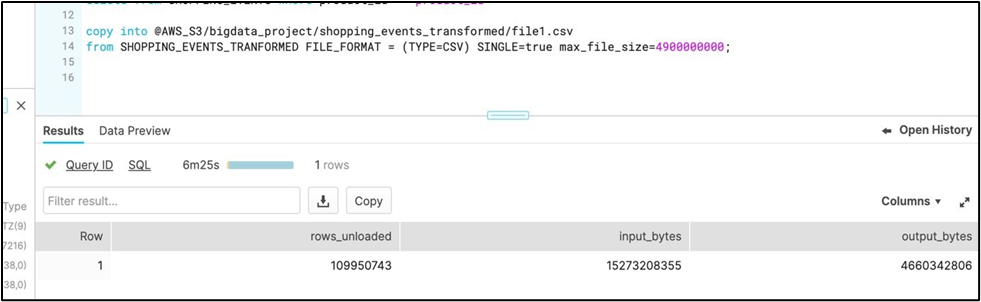 12
13 copy into @AWS_S3/bigdata_project/shopping_events_transformed/file1.csv
14 from SHOPPING_EVENTS_TRANFORMED FILE_FORMAT = (TYPE=CSV) SINGLE=true max_file_size=4900000000;
15
16
Results Data Preview Open History
Query ID SQL 6m25s 1 rows
Filter result... Copy Columns
Type
TZ(9)
7216)
38,0)
38,0)
Row rows_unloaded input_bytes output_bytes
1 109950743 15273208355 4660342806